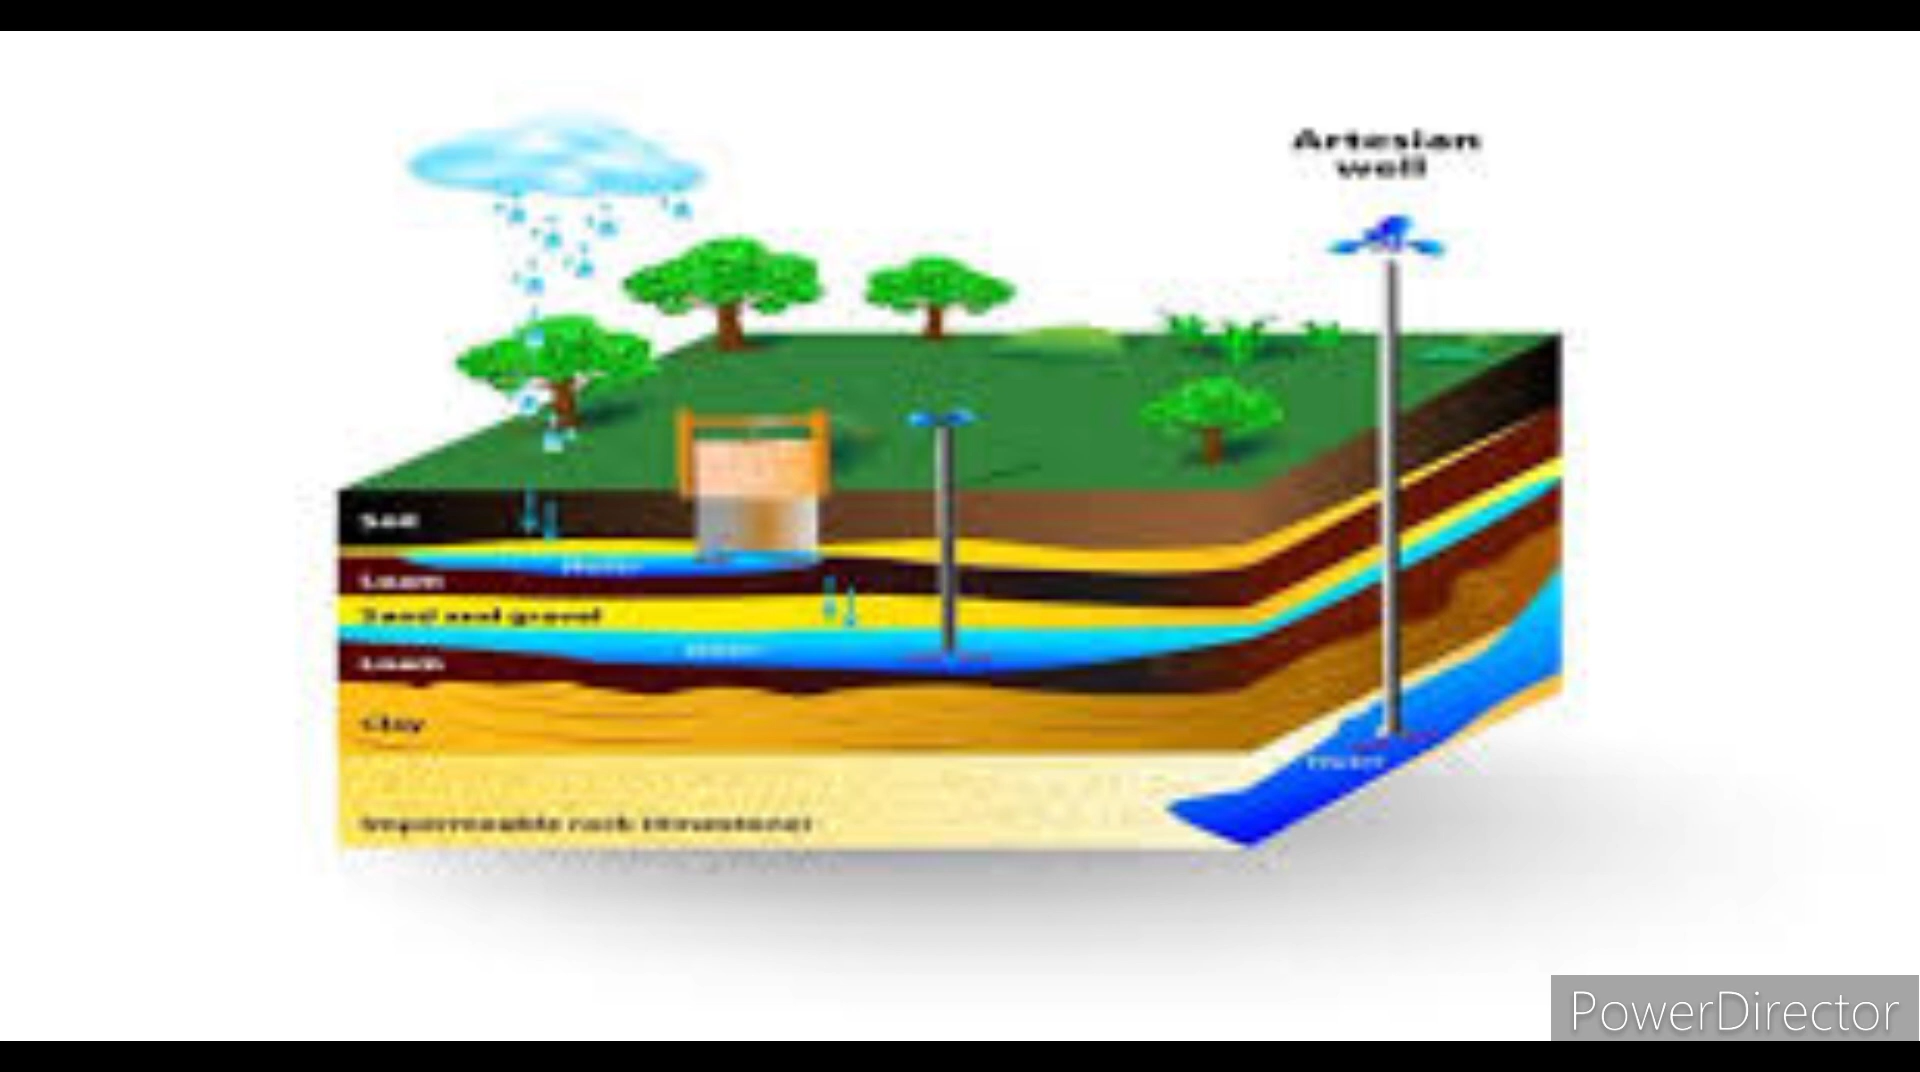 Artesian
well
Soil
Water
Loam
Sand and gravel
Water
Loam
Clay
Impermeable rock (limestone)
Water
PowerDirector